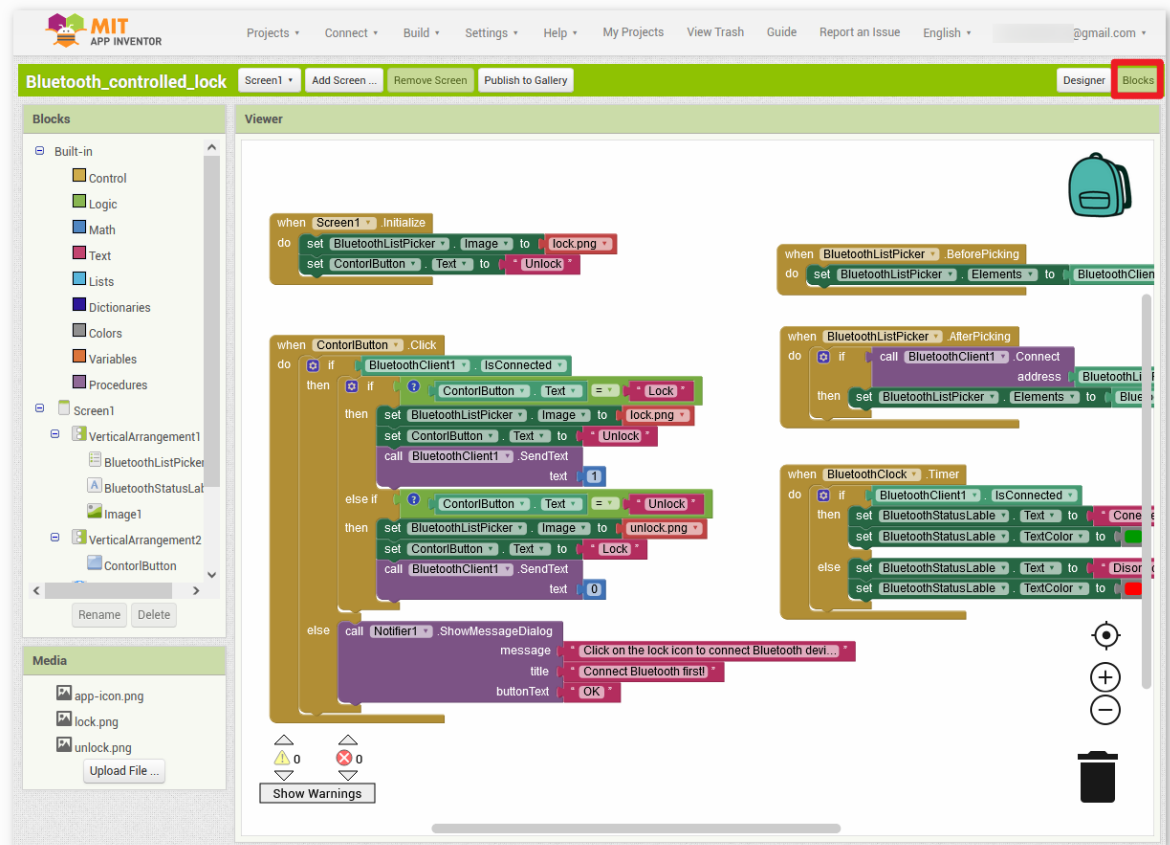 MIT
APP INVENTOR
Projects Connect Build Settings Help My Projects View Trash Guide Report an Issue English @gmail.com
Bluetooth_controlled_lock Screen1 Add Screen ... Remove Screen Publish to Gallery Designer Blocks
Blocks
Built-in
Control
Logic
Math
Text
Lists
Dictionaries
Colors
Variables
Procedures
Screen1
VerticalArrangement1
BluetoothListPicker
BluetoothStatusLab
Image1
VerticalArrangement2
ContorlButton
Rename Delete
Media
app-icon.png
lock.png
unlock.png
Upload File ...
Viewer
when Screen1 .Initialize
do set BluetoothListPicker . Image to lock.png
set ContorlButton . Text to " Unlock "
when ContorlButton .Click
do if BluetoothClient1 . IsConnected
then if ContorlButton . Text = " Lock "
then set BluetoothListPicker . Image to lock.png
set ContorlButton . Text to " Unlock "
call BluetoothClient1 .SendText
text 1
else if ContorlButton . Text = " Unlock "
then set BluetoothListPicker . Image to unlock.png
set ContorlButton . Text to " Lock "
call BluetoothClient1 .SendText
text 0
else call Notifier1 .ShowMessageDialog
message " Click on the lock icon to connect Bluetooth devi... "
title " Connect Bluetooth first! "
buttonText " OK "
when BluetoothListPicker .BeforePicking
do set BluetoothListPicker . Elements to BluetoothClien
when BluetoothListPicker .AfterPicking
do if call BluetoothClient1 .Connect
address BluetoothLi
then set BluetoothListPicker . Elements to Blue
when BluetoothClock .Timer
do if BluetoothClient1 . IsConnected
then set BluetoothStatusLable . Text to " Cone
set BluetoothStatusLable . TextColor to
else set BluetoothStatusLable . Text to "
set BluetoothStatusLable . TextColor to
0 0
Show Warnings